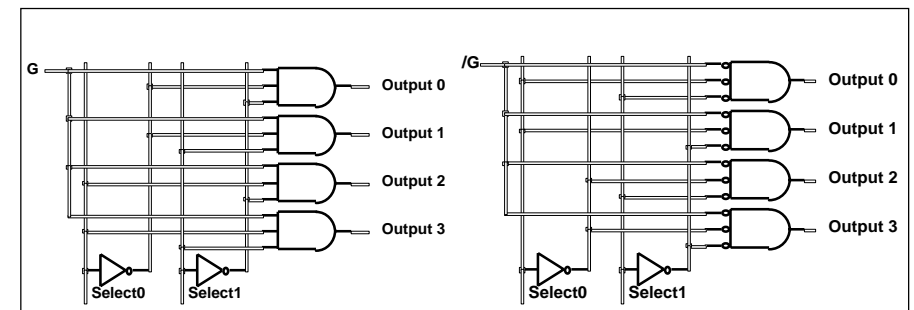 G
Output 0
Output 1
Output 2
Output 3
Select0
Select1
/G
Output 0
Output 1
Output 2
Output 3
Select0
Select1